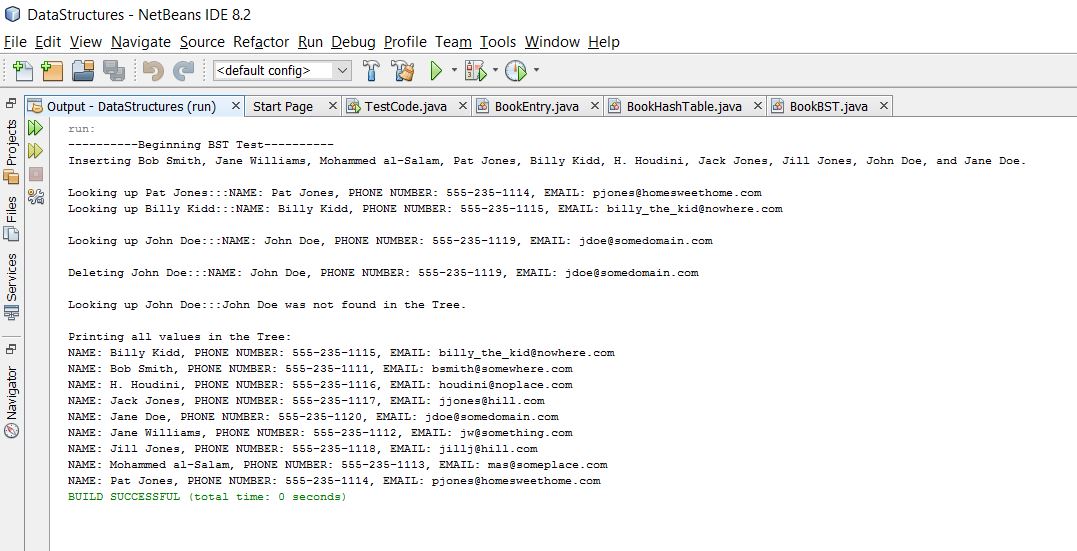 DataStructures - NetBeans IDE 8.2
File Edit View Navigate Source Refactor Run Debug Profile Team Tools Window Help
<default config>
Output - DataStructures (run) Start Page TestCode.java BookEntry.java BookHashTable.java BookBST.java
Projects
Files
Services
Navigator
run:
----------Beginning BST Test----------
Inserting Bob Smith, Jane Williams, Mohammed al-Salam, Pat Jones, Billy Kidd, H. Houdini, Jack Jones, Jill Jones, John Doe, and Jane Doe.
Looking up Pat Jones:::NAME: Pat Jones, PHONE NUMBER: 555-235-1114, EMAIL: pjones@homesweethome.com
Looking up Billy Kidd:::NAME: Billy Kidd, PHONE NUMBER: 555-235-1115, EMAIL: billy_the_kid@nowhere.com
Looking up John Doe:::NAME: John Doe, PHONE NUMBER: 555-235-1119, EMAIL: jdoe@somedomain.com
Deleting John Doe:::NAME: John Doe, PHONE NUMBER: 555-235-1119, EMAIL: jdoe@somedomain.com
Looking up John Doe:::John Doe was not found in the Tree.
Printing all values in the Tree:
NAME: Billy Kidd, PHONE NUMBER: 555-235-1115, EMAIL: billy_the_kid@nowhere.com
NAME: Bob Smith, PHONE NUMBER: 555-235-1111, EMAIL: bsmith@somewhere.com
NAME: H. Houdini, PHONE NUMBER: 555-235-1116, EMAIL: houdini@noplace.com
NAME: Jack Jones, PHONE NUMBER: 555-235-1117, EMAIL: jjones@hill.com
NAME: Jane Doe, PHONE NUMBER: 555-235-1120, EMAIL: jdoe@somedomain.com
NAME: Jane Williams, PHONE NUMBER: 555-235-1112, EMAIL: jw@something.com
NAME: Jill Jones, PHONE NUMBER: 555-235-1118, EMAIL: jillj@hill.com
NAME: Mohammed al-Salam, PHONE NUMBER: 555-235-1113, EMAIL: mas@someplace.com
NAME: Pat Jones, PHONE NUMBER: 555-235-1114, EMAIL: pjones@homesweethome.com
BUILD SUCCESSFUL (total time: 0 seconds)